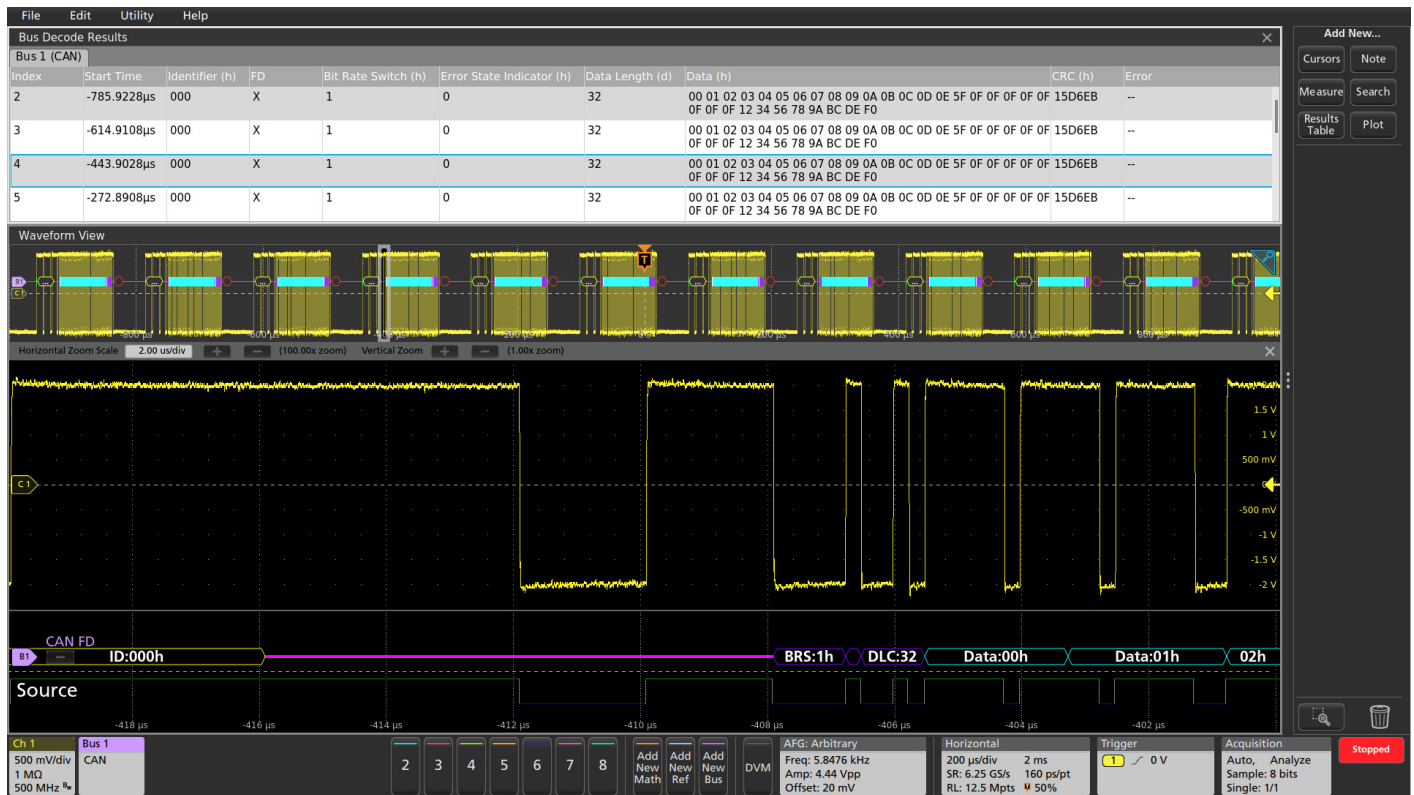 File Edit Utility Help
Bus Decode Results
Bus 1 (CAN)
Index Start Time Identifier (h) FD Bit Rate Switch (h) Error State Indicator (h) Data Length (d) Data (h) CRC (h) Error
2 -785.9228µs 000 X 1 0 32 00 01 02 03 04 05 06 07 08 09 0A 0B 0C 0D 0E 5F 0F 0F 0F 0F 0F 15D6EB --
0F 0F 0F 12 34 56 78 9A BC DE F0
3 -614.9108µs 000 X 1 0 32 00 01 02 03 04 05 06 07 08 09 0A 0B 0C 0D 0E 5F 0F 0F 0F 0F 0F 15D6EB --
0F 0F 0F 12 34 56 78 9A BC DE F0
4 -443.9028µs 000 X 1 0 32 00 01 02 03 04 05 06 07 08 09 0A 0B 0C 0D 0E 5F 0F 0F 0F 0F 0F 15D6EB --
0F 0F 0F 12 34 56 78 9A BC DE F0
5 -272.8908µs 000 X 1 0 32 00 01 02 03 04 05 06 07 08 09 0A 0B 0C 0D 0E 5F 0F 0F 0F 0F 0F 15D6EB --
0F 0F 0F 12 34 56 78 9A BC DE F0
Add New...
Cursors Note
Measure Search
Results Table Plot
Waveform View
T
B1
C1
Horizontal Zoom Scale 2.00 us/div + — (100.00x zoom) Vertical Zoom + — (1.00x zoom)
1.5 V
1 V
500 mV
C 1
-500 mV
-1 V
-1.5 V
-2 V
CAN FD
B1 ID:000h BRS:1h DLC:32 Data:00h Data:01h 02h
Source
-418 µs -416 µs -414 µs -412 µs -410 µs -408 µs -406 µs -404 µs -402 µs
Ch 1
500 mV/div
1 MΩ
500 MHz
Bus 1
CAN
2 3 4 5 6 7 8
Add New Math
Add New Ref
Add New Bus
DVM
AFG: Arbitrary
Freq: 5.8476 kHz
Amp: 4.44 Vpp
Offset: 20 mV
Horizontal
200 µs/div 2 ms
SR: 6.25 GS/s 160 ps/pt
RL: 12.5 Mpts 50%
Trigger
1 0 V
Acquisition
Auto, Analyze
Sample: 8 bits
Single: 1/1
Stopped